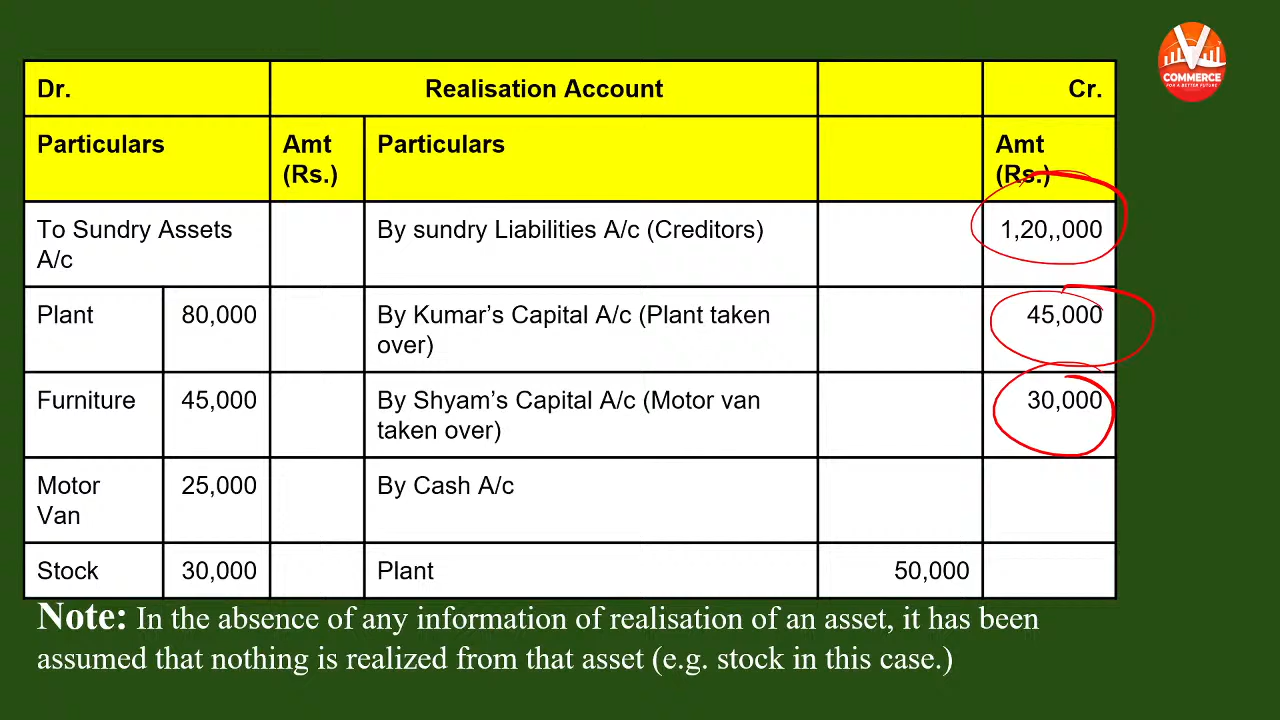 V
COMMERCE
FOR A BETTER FUTURE
Dr. Realisation Account Cr.
Particulars Amt Particulars Amt
(Rs.) (Rs.)
To Sundry Assets By sundry Liabilities A/c (Creditors) 1,20,,000
A/c
Plant 80,000 By Kumar’s Capital A/c (Plant taken 45,000
over)
Furniture 45,000 By Shyam’s Capital A/c (Motor van 30,000
taken over)
Motor 25,000 By Cash A/c
Van
Stock 30,000 Plant 50,000
Note: In the absence of any information of realisation of an asset, it has been
assumed that nothing is realized from that asset (e.g. stock in this case.)